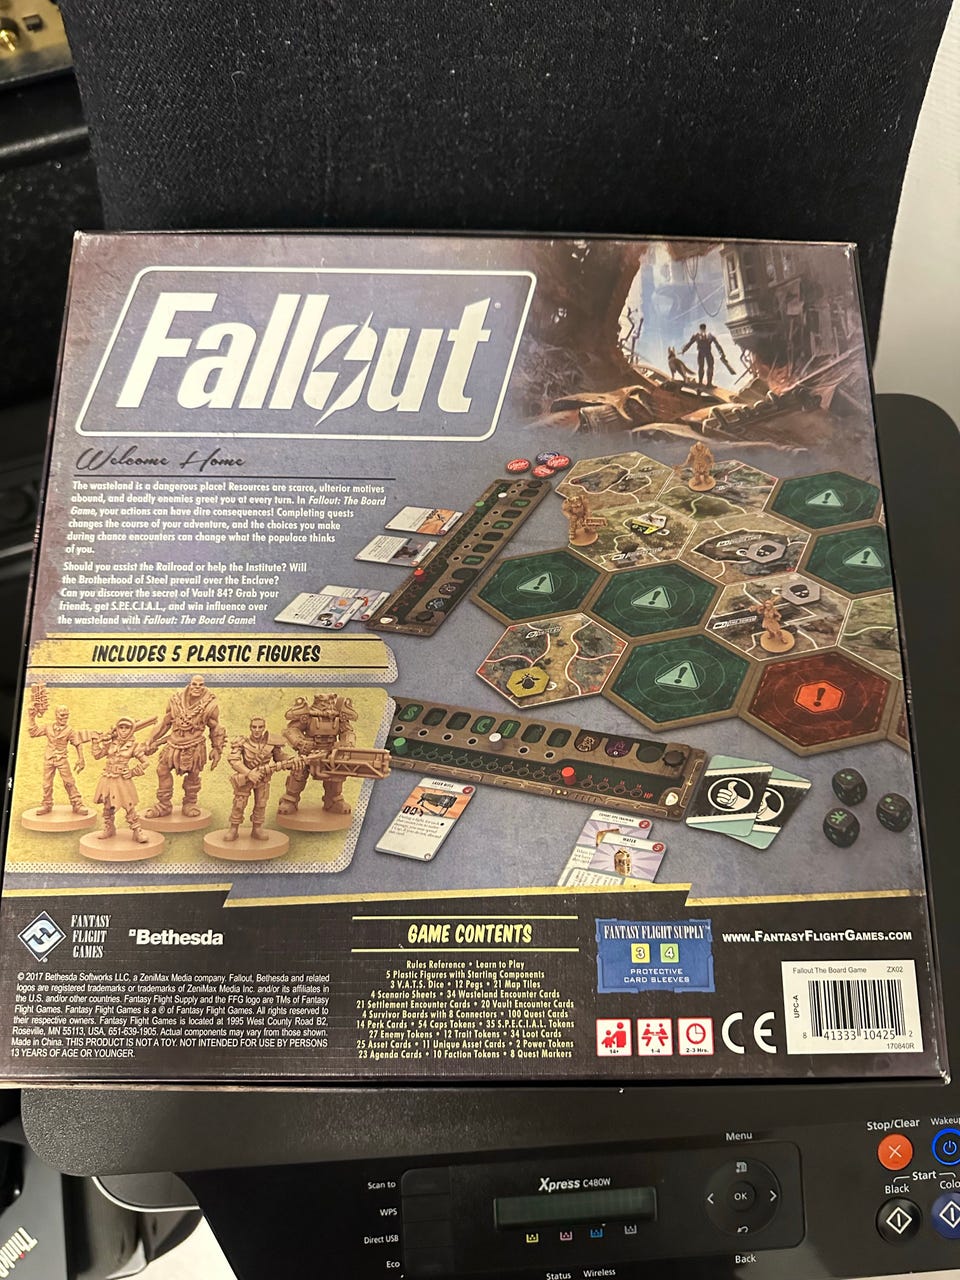 Fallout
Welcome Home
The wasteland is a dangerous place! Resources are scarce, ulterior motives
abound, and deadly enemies greet you at every turn. In Fallout: The Board
Game, your actions can have dire consequences! Completing quests
changes the course of your adventure, and the choices you make
during chance encounters can change what the populace thinks
of you.
Should you assist the Railroad or help the Institute? Will
the Brotherhood of Steel prevail over the Enclave?
Can you discover the secret of Vault 84? Grab your
friends, get S.P.E.C.I.A.L., and win influence over
the wasteland with Fallout: The Board Game!
INCLUDES 5 PLASTIC FIGURES
S C I
HP
LASER RIFLE
WATER
FANTASY
FLIGHT
GAMES
Bethesda
© 2017 Bethesda Softworks LLC, a ZeniMax Media company. Fallout, Bethesda and related
logos are registered trademarks or trademarks of ZeniMax Media Inc. and/or its affiliates in
the U.S. and/or other countries. Fantasy Flight Supply and the FFG logo are TMs of Fantasy
Flight Games. Fantasy Flight Games is a ® of Fantasy Flight Games. All rights reserved to their
respective owners. Fantasy Flight Games is located at 1995 West County Road B2,
Roseville, MN 55113, USA, 651-639-1905. Actual components may vary from those shown.
Made in China. THIS PRODUCT IS NOT A TOY. NOT INTENDED FOR USE BY PERSONS
13 YEARS OF AGE OR YOUNGER.
GAME CONTENTS
Rules Reference • Learn to Play
5 Plastic Figures with Starting Components
3 V.A.T.S. Dice • 12 Pegs • 21 Map Tiles
4 Scenario Sheets • 34 Wasteland Encounter Cards
21 Settlement Encounter Cards • 20 Vault Encounter Cards
4 Survivor Boards with 8 Connectors • 100 Quest Cards
14 Perk Cards • 54 Caps Tokens • 35 S.P.E.C.I.A.L. Tokens
27 Enemy Tokens • 12 Trait Tokens • 34 Loot Cards
25 Asset Cards • 11 Unique Asset Cards • 2 Power Tokens
23 Agenda Cards • 10 Faction Tokens • 8 Quest Markers
FANTASY FLIGHT SUPPLY™
3 4
PROTECTIVE
CARD SLEEVES
www.FantasyFlightGames.com
14+
1-4
2-3 Hrs.
CE
Fallout The Board Game ZX02
UPC-A
8 41333 10425 2
170840R
Stop/Clear
Wakeup
Menu
Start
Black
Scan to
Xpress C480W
OK
WPS
Direct USB
Eco
Back
Status Wireless
Think